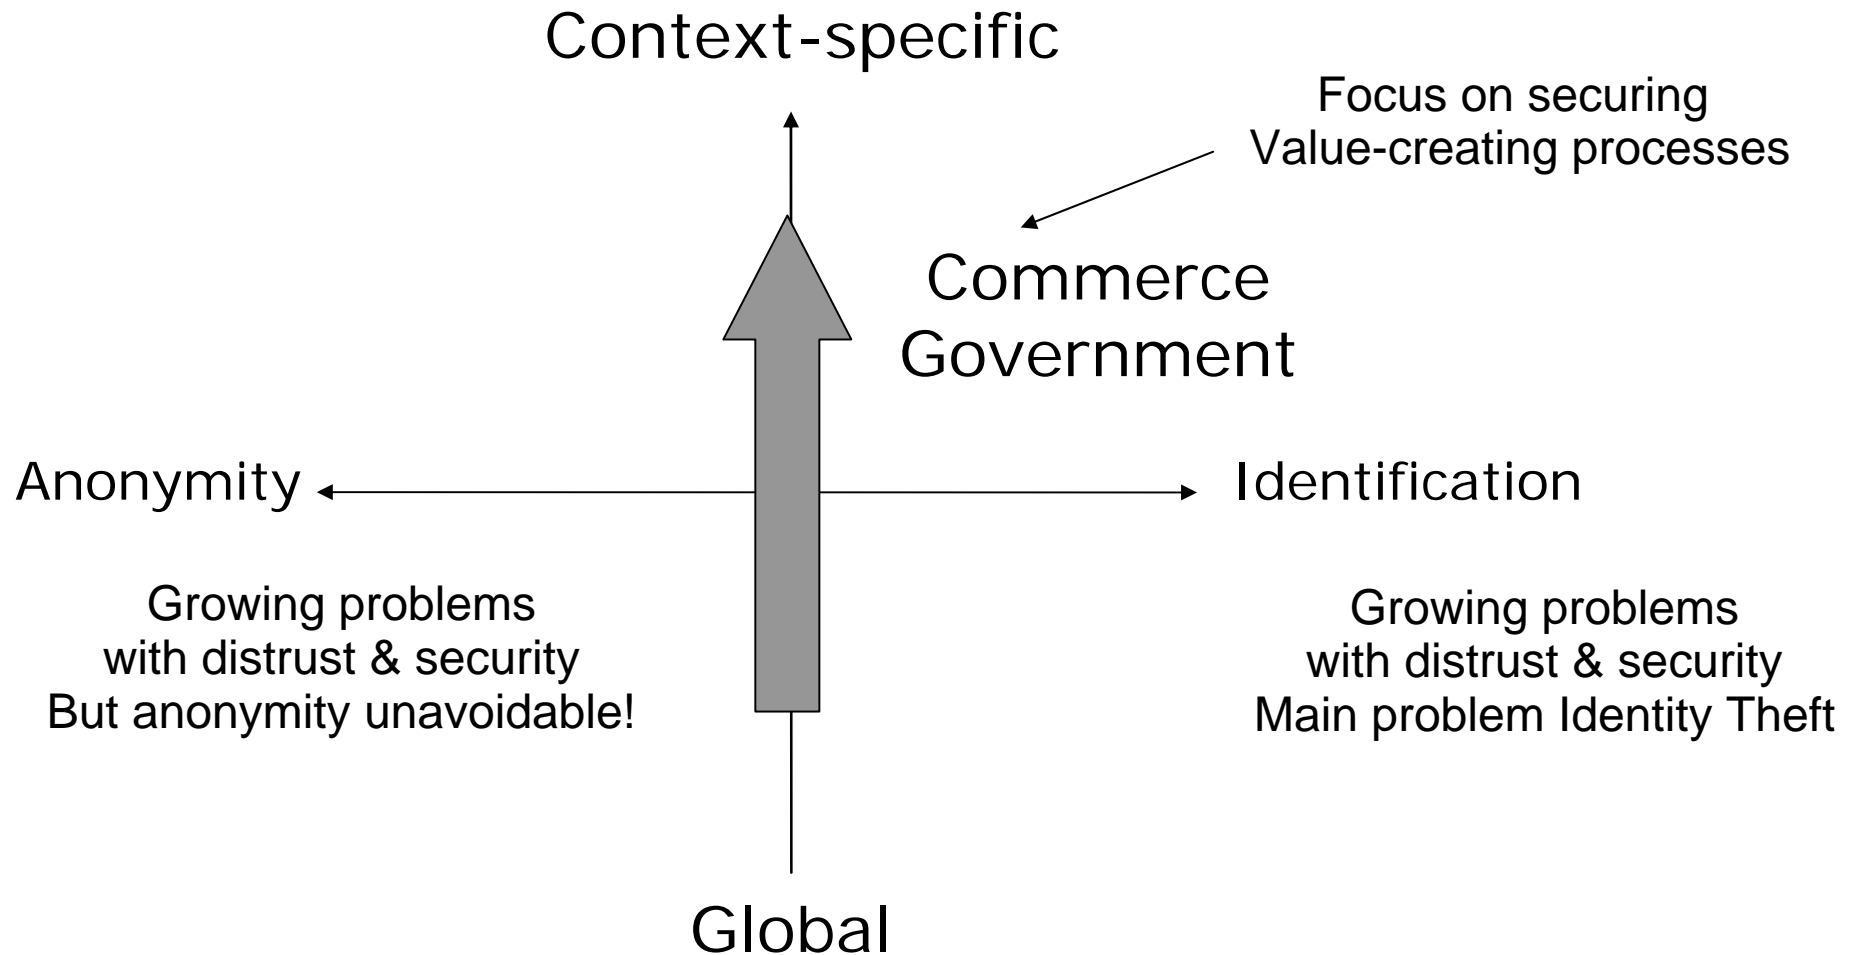 Context-specific
Focus on securing
Value-creating processes
Commerce
Government
Anonymity
Identification
Growing problems
with distrust & security
But anonymity unavoidable!
Growing problems
with distrust & security
Main problem Identity Theft
Global